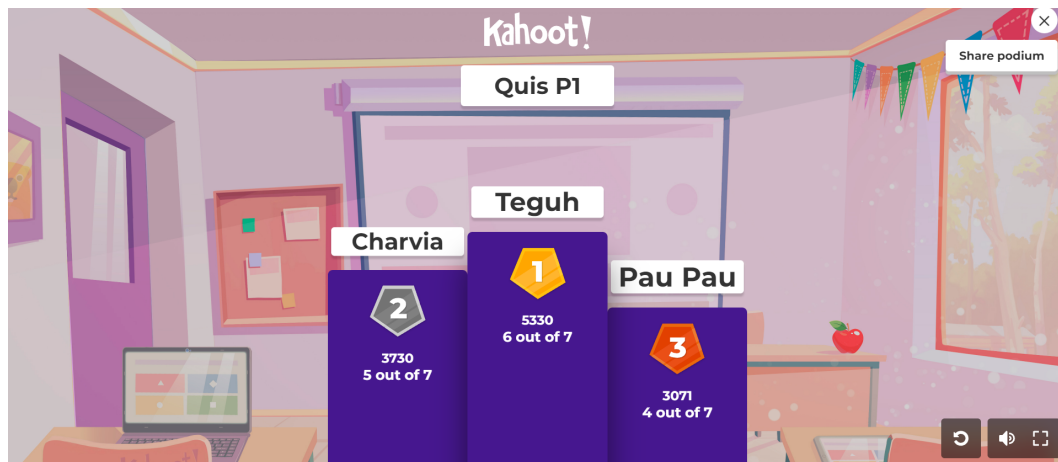 Kahoot!
Share podium
Quis P1
Teguh
Charvia
Pau Pau
1
5330
6 out of 7
2
3730
5 out of 7
3
3071
4 out of 7